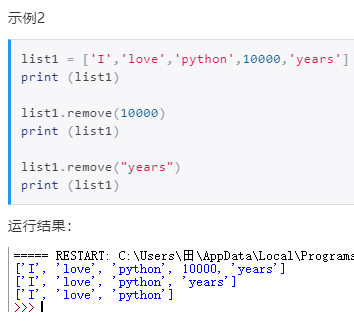 示例2
list1 = ['I','love','python',10000,'years']
print (list1)
list1.remove(10000)
print (list1)
list1.remove("years")
print (list1)
运行结果：
===== RESTART: C:\Users\田\AppData\Local\Programs
['I', 'love', 'python', 10000, 'years']
['I', 'love', 'python', 'years']
['I', 'love', 'python']
>>>